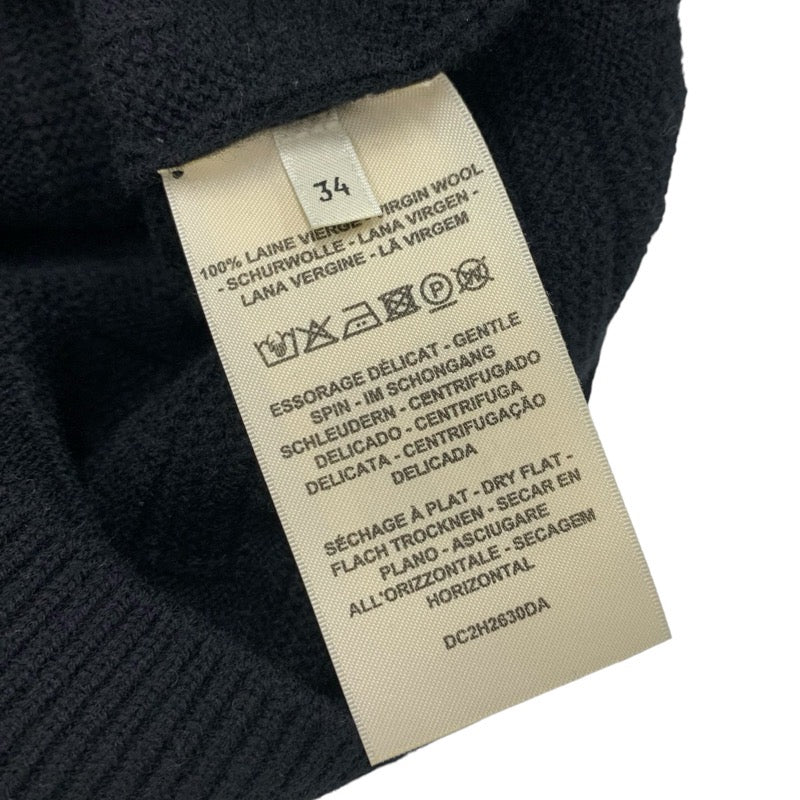 34
100% LAINE VIERGE - VIRGIN WOOL
- SCHURWOLLE - LANA VIRGEN -
LANA VERGINE - LÃ VIRGEM
P
ESSORAGE DÉLICAT - GENTLE
SPIN - IM SCHONGANG
SCHLEUDERN - CENTRIFUGADO
DELICADO - CENTRIFUGA
DELICATA - CENTRIFUGAÇÃO
DELICADA
SÉCHAGE À PLAT - DRY FLAT -
FLACH TROCKNEN - SECAR EN
PLANO - ASCIUGARE
ALL'ORIZZONTALE - SECAGEM
HORIZONTAL
DC2H2630DA